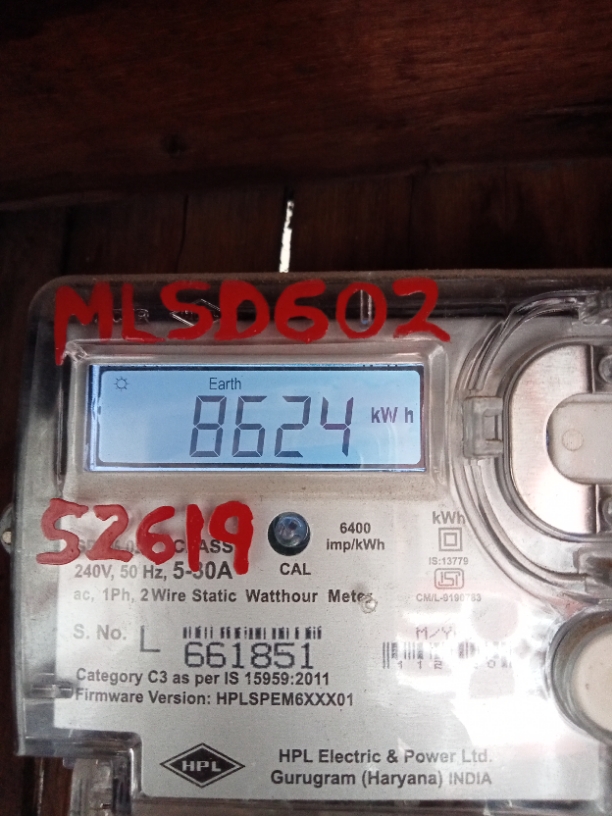 MLSD602
Earth
8624 kWh
52619
6400
imp/kWh
CAL
kWh
IS:13779
240V, 50 Hz, 5-30A
ac, 1Ph, 2 Wire Static Watthour Meter
S. No. L 661851
M/Y
Category C3 as per IS 15959:2011
Firmware Version: HPLSPEM6XXX01
HPL
HPL Electric & Power Ltd.
Gurugram (Haryana) INDIA